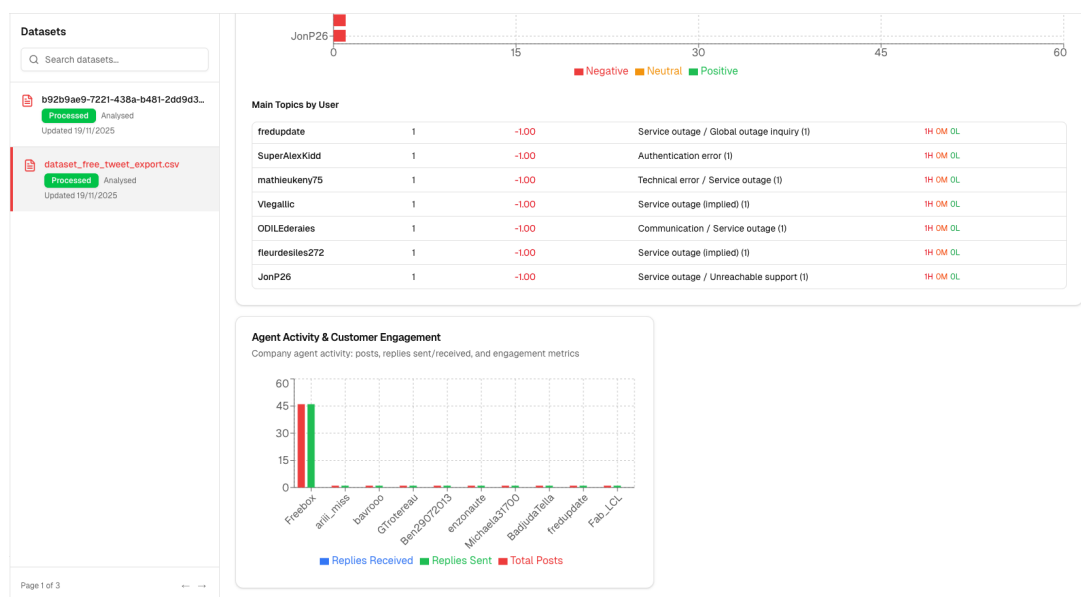 Datasets
Search datasets...
b92b9ae9-7221-438a-b481-2dd9d3...
Processed Analysed
Updated 19/11/2025
dataset_free_tweet_export.csv
Processed Analysed
Updated 19/11/2025
Page 1 of 3 ← →
JonP26
0 15 30 45 60
Negative Neutral Positive
Main Topics by User
fredupdate 1 -1.00 Service outage / Global outage inquiry (1) 1H 0M 0L
SuperAlexKidd 1 -1.00 Authentication error (1) 1H 0M 0L
mathieukeny75 1 -1.00 Technical error / Service outage (1) 1H 0M 0L
Vlegallic 1 -1.00 Service outage (implied) (1) 1H 0M 0L
ODILEderaies 1 -1.00 Communication / Service outage (1) 1H 0M 0L
fleurdesiles272 1 -1.00 Service outage (implied) (1) 1H 0M 0L
JonP26 1 -1.00 Service outage / Unreachable support (1) 1H 0M 0L
Agent Activity & Customer Engagement
Company agent activity: posts, replies sent/received, and engagement metrics
60
45
30
15
0
Freebox arili_miss bavrooo GTrotereau Ben29072013 enzonaute Michaela31700 BadjudaTella fredupdate Fab_LCL
Replies Received Replies Sent Total Posts